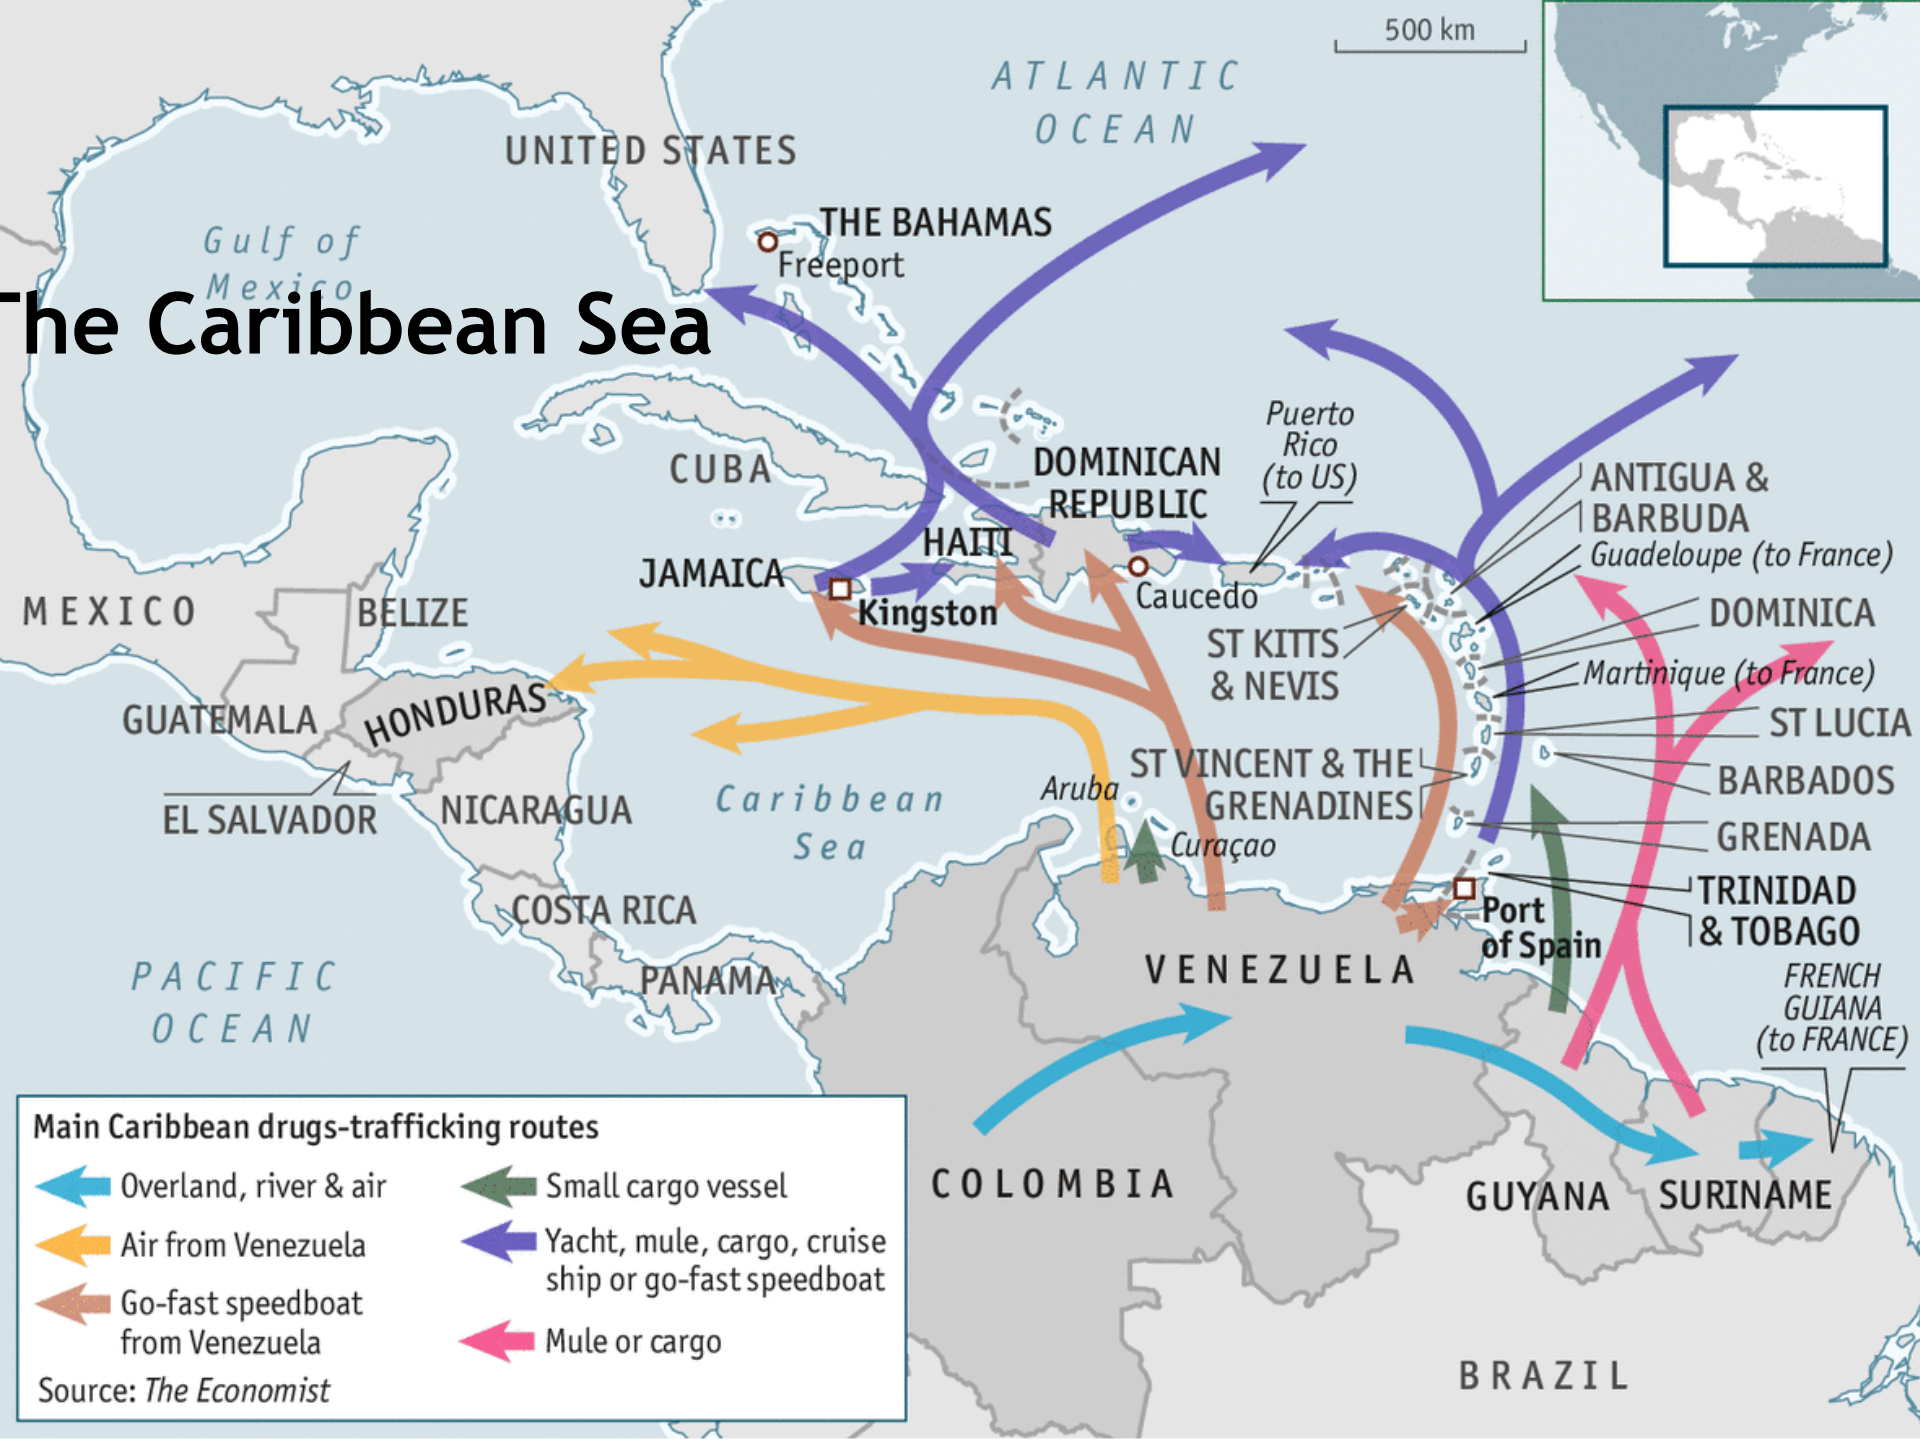 500 km
ATLANTIC
OCEAN
UNITED STATES
THE BAHAMAS
Freeport
Gulf of
Mexico
The Caribbean Sea
Puerto
Rico
(to US)
CUBA
DOMINICAN
REPUBLIC
ANTIGUA &
BARBUDA
HAITI
Guadeloupe (to France)
JAMAICA
Caucedo
Kingston
MEXICO
BELIZE
DOMINICA
ST KITTS
& NEVIS
Martinique (to France)
HONDURAS
GUATEMALA
ST LUCIA
ST VINCENT & THE
GRENADINES
BARBADOS
Aruba
Caribbean
Sea
EL SALVADOR
NICARAGUA
Curaçao
GRENADA
TRINIDAD
& TOBAGO
COSTA RICA
Port
of Spain
PANAMA
VENEZUELA
PACIFIC
OCEAN
FRENCH
GUIANA
(to FRANCE)
COLOMBIA
GUYANA
SURINAME
BRAZIL
Main Caribbean drugs-trafficking routes
Overland, river & air
Air from Venezuela
Go-fast speedboat
from Venezuela
Small cargo vessel
Yacht, mule, cargo, cruise
ship or go-fast speedboat
Mule or cargo
Source: The Economist